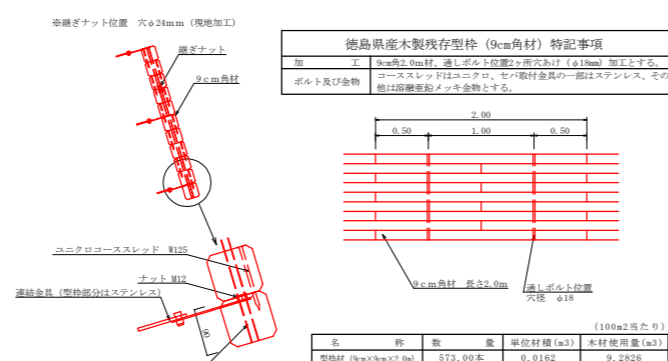 ※継ぎナット位置 穴φ24mm (現地加工)
継ぎナット
9cm角材
ユニクロコーススレッド W125
ナット M12
連結金具 (型枠部分はステンレス)
90
徳島県産木製残存型枠 (9cm角材) 特記事項
加 工 9cm角2.0m材、通しボルト位置2ヶ所穴あけ (φ18mm) 加工とする。
ボルト及び金物 コーススレッドはユニクロ、セパ取付金具の一部はステンレス、その
他は溶融亜鉛メッキ金物とする。
2.00
0.50 1.00 0.50
9cm角材 長さ2.0m
通しボルト位置
穴径 φ18
(100m2当たり)
名 称 数 量 単位材積(m3) 木材使用量(m3)
型枠材 (9cm×9cm×2.0m) 573.00本 0.0162 9.2826